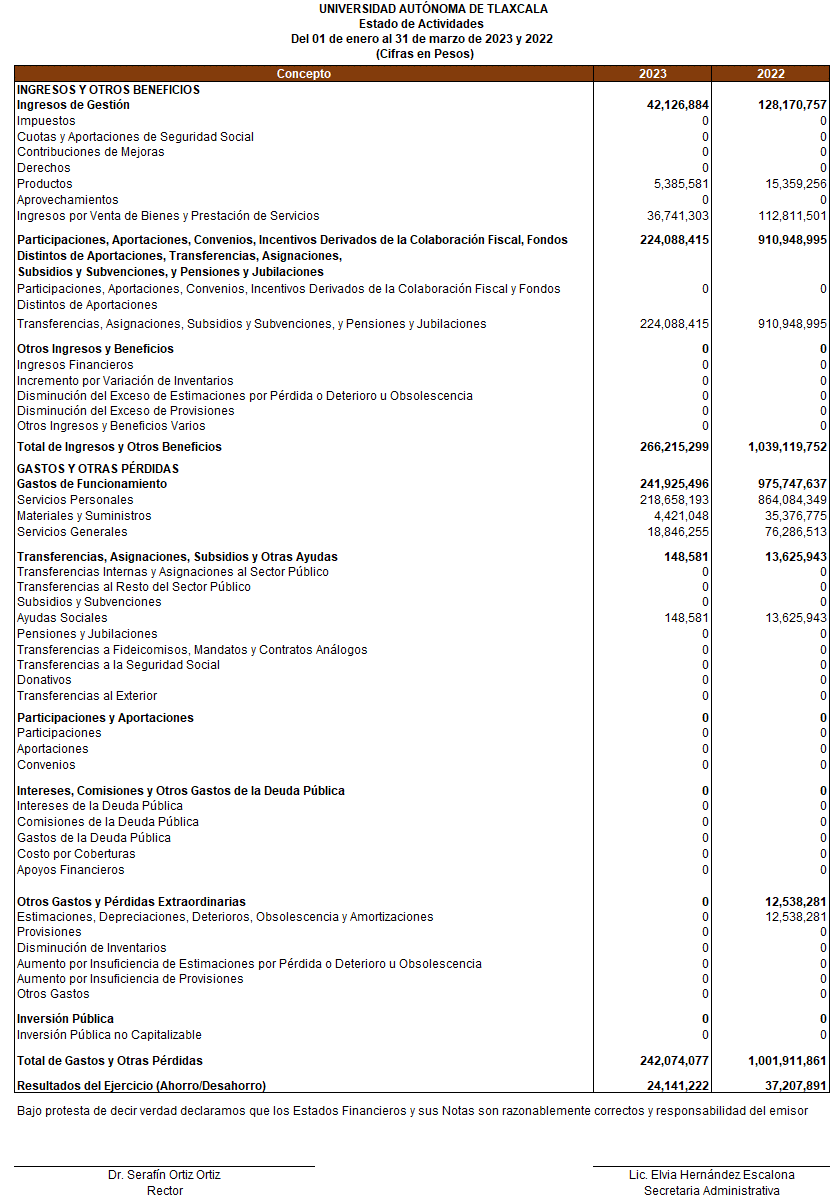 UNIVERSIDAD AUTÓNOMA DE TLAXCALA
Estado de Actividades
Del 01 de enero al 31 de marzo de 2023 y 2022
(Cifras en Pesos)
Concepto 2023 2022
INGRESOS Y OTROS BENEFICIOS
Ingresos de Gestión 42,126,884 128,170,757
Impuestos 0 0
Cuotas y Aportaciones de Seguridad Social 0 0
Contribuciones de Mejoras 0 0
Derechos 0 0
Productos 5,385,581 15,359,256
Aprovechamientos 0 0
Ingresos por Venta de Bienes y Prestación de Servicios 36,741,303 112,811,501
Participaciones, Aportaciones, Convenios, Incentivos Derivados de la Colaboración Fiscal, Fondos 224,088,415 910,948,995
Distintos de Aportaciones, Transferencias, Asignaciones,
Subsidios y Subvenciones, y Pensiones y Jubilaciones
Participaciones, Aportaciones, Convenios, Incentivos Derivados de la Colaboración Fiscal y Fondos 0 0
Distintos de Aportaciones
Transferencias, Asignaciones, Subsidios y Subvenciones, y Pensiones y Jubilaciones 224,088,415 910,948,995
Otros Ingresos y Beneficios 0 0
Ingresos Financieros 0 0
Incremento por Variación de Inventarios 0 0
Disminución del Exceso de Estimaciones por Pérdida o Deterioro u Obsolescencia 0 0
Disminución del Exceso de Provisiones 0 0
Otros Ingresos y Beneficios Varios 0 0
Total de Ingresos y Otros Beneficios 266,215,299 1,039,119,752
GASTOS Y OTRAS PÉRDIDAS
Gastos de Funcionamiento 241,925,496 975,747,637
Servicios Personales 218,658,193 864,084,349
Materiales y Suministros 4,421,048 35,376,775
Servicios Generales 18,846,255 76,286,513
Transferencias, Asignaciones, Subsidios y Otras Ayudas 148,581 13,625,943
Transferencias Internas y Asignaciones al Sector Público 0 0
Transferencias al Resto del Sector Público 0 0
Subsidios y Subvenciones 0 0
Ayudas Sociales 148,581 13,625,943
Pensiones y Jubilaciones 0 0
Transferencias a Fideicomisos, Mandatos y Contratos Análogos 0 0
Transferencias a la Seguridad Social 0 0
Donativos 0 0
Transferencias al Exterior 0 0
Participaciones y Aportaciones 0 0
Participaciones 0 0
Aportaciones 0 0
Convenios 0 0
Intereses, Comisiones y Otros Gastos de la Deuda Pública 0 0
Intereses de la Deuda Pública 0 0
Comisiones de la Deuda Pública 0 0
Gastos de la Deuda Pública 0 0
Costo por Coberturas 0 0
Apoyos Financieros 0 0
Otros Gastos y Pérdidas Extraordinarias 0 12,538,281
Estimaciones, Depreciaciones, Deterioros, Obsolescencia y Amortizaciones 0 12,538,281
Provisiones 0 0
Disminución de Inventarios 0 0
Aumento por Insuficiencia de Estimaciones por Pérdida o Deterioro u Obsolescencia 0 0
Aumento por Insuficiencia de Provisiones 0 0
Otros Gastos 0 0
Inversión Pública 0 0
Inversión Pública no Capitalizable 0 0
Total de Gastos y Otras Pérdidas 242,074,077 1,001,911,861
Resultados del Ejercicio (Ahorro/Desahorro) 24,141,222 37,207,891
Bajo protesta de decir verdad declaramos que los Estados Financieros y sus Notas son razonablemente correctos y responsabilidad del emisor
Dr. Serafín Ortiz Ortiz Lic. Elvia Hernández Escalona
Rector Secretaria Administrativa